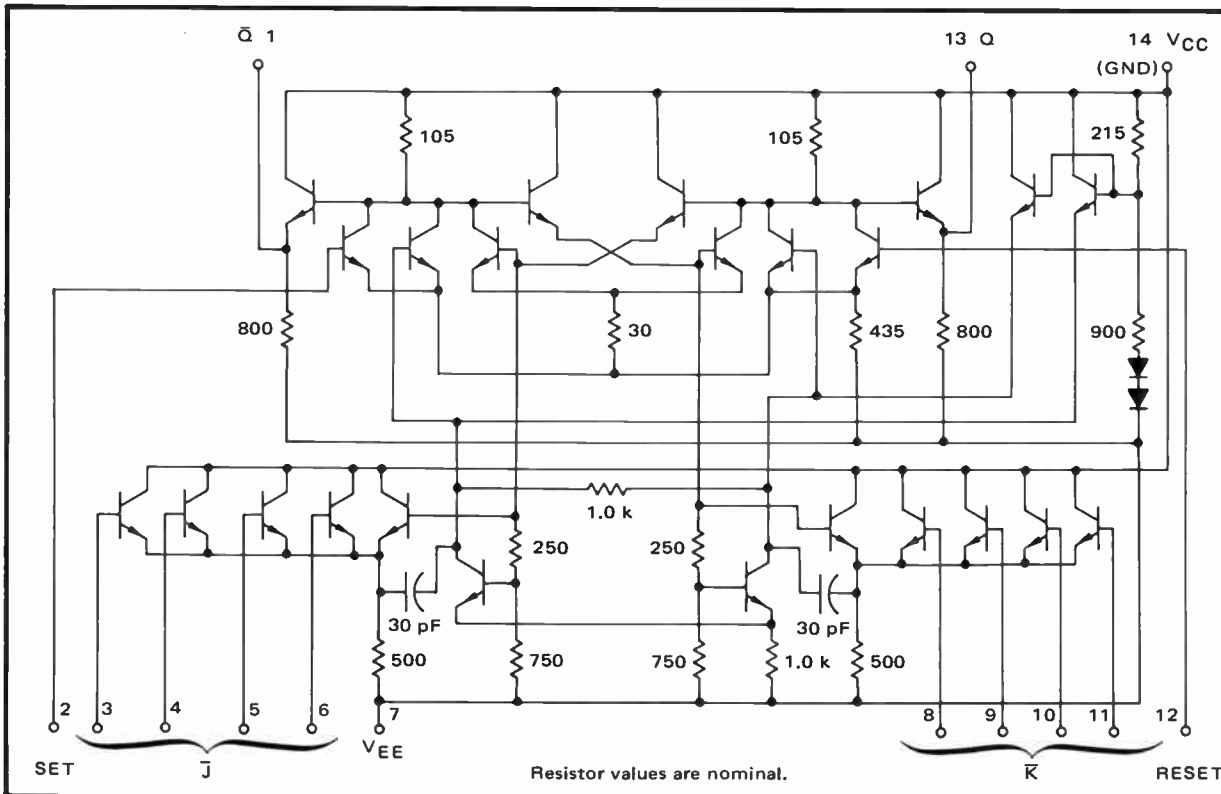 Q̄ 1
13 Q
14 VCC
(GND)
105
105
215
800
30
435
800
900
1.0 k
250
250
30 pF
30 pF
500
750
750
1.0 k
500
2
3
4
5
6
7
8
9
10
11
12
SET
J̄
VEE
Resistor values are nominal.
K̄
RESET